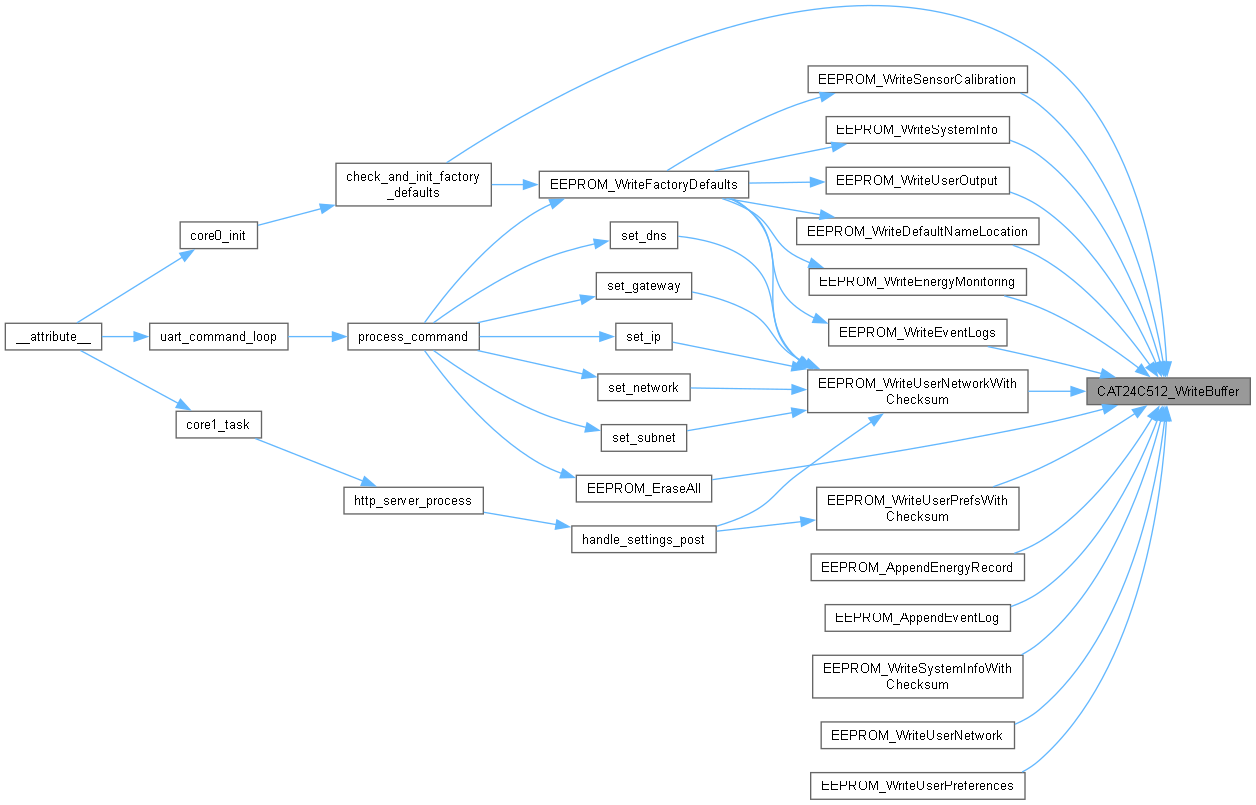 EEPROM_WriteSensorCalibration
EEPROM_WriteSystemInfo
check_and_init_factory
_defaults
EEPROM_WriteFactoryDefaults
EEPROM_WriteUserOutput
core0_init
set_dns
EEPROM_WriteDefaultNameLocation
set_gateway
EEPROM_WriteEnergyMonitoring
__attribute__
uart_command_loop
process_command
set_ip
EEPROM_WriteEventLogs
set_network
EEPROM_WriteUserNetworkWith
Checksum
CAT24C512_WriteBuffer
core1_task
set_subnet
EEPROM_EraseAll
http_server_process
EEPROM_WriteUserPrefsWith
Checksum
handle_settings_post
EEPROM_AppendEnergyRecord
EEPROM_AppendEventLog
EEPROM_WriteSystemInfoWith
Checksum
EEPROM_WriteUserNetwork
EEPROM_WriteUserPreferences